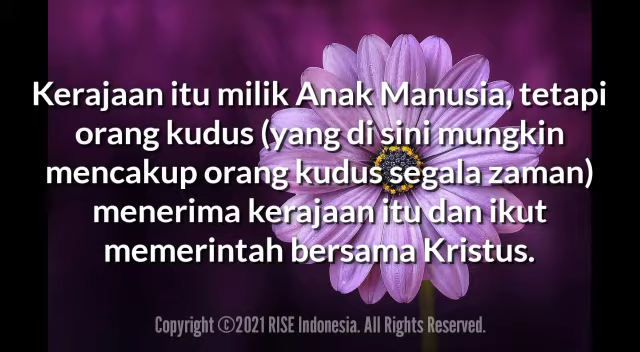 Kerajaan itu milik Anak Manusia, tetapi
orang kudus (yang di sini mungkin
mencakup orang kudus segala zaman)
menerima kerajaan itu dan ikut
memerintah bersama Kristus.
Copyright ©2021 RISE Indonesia. All Rights Reserved.